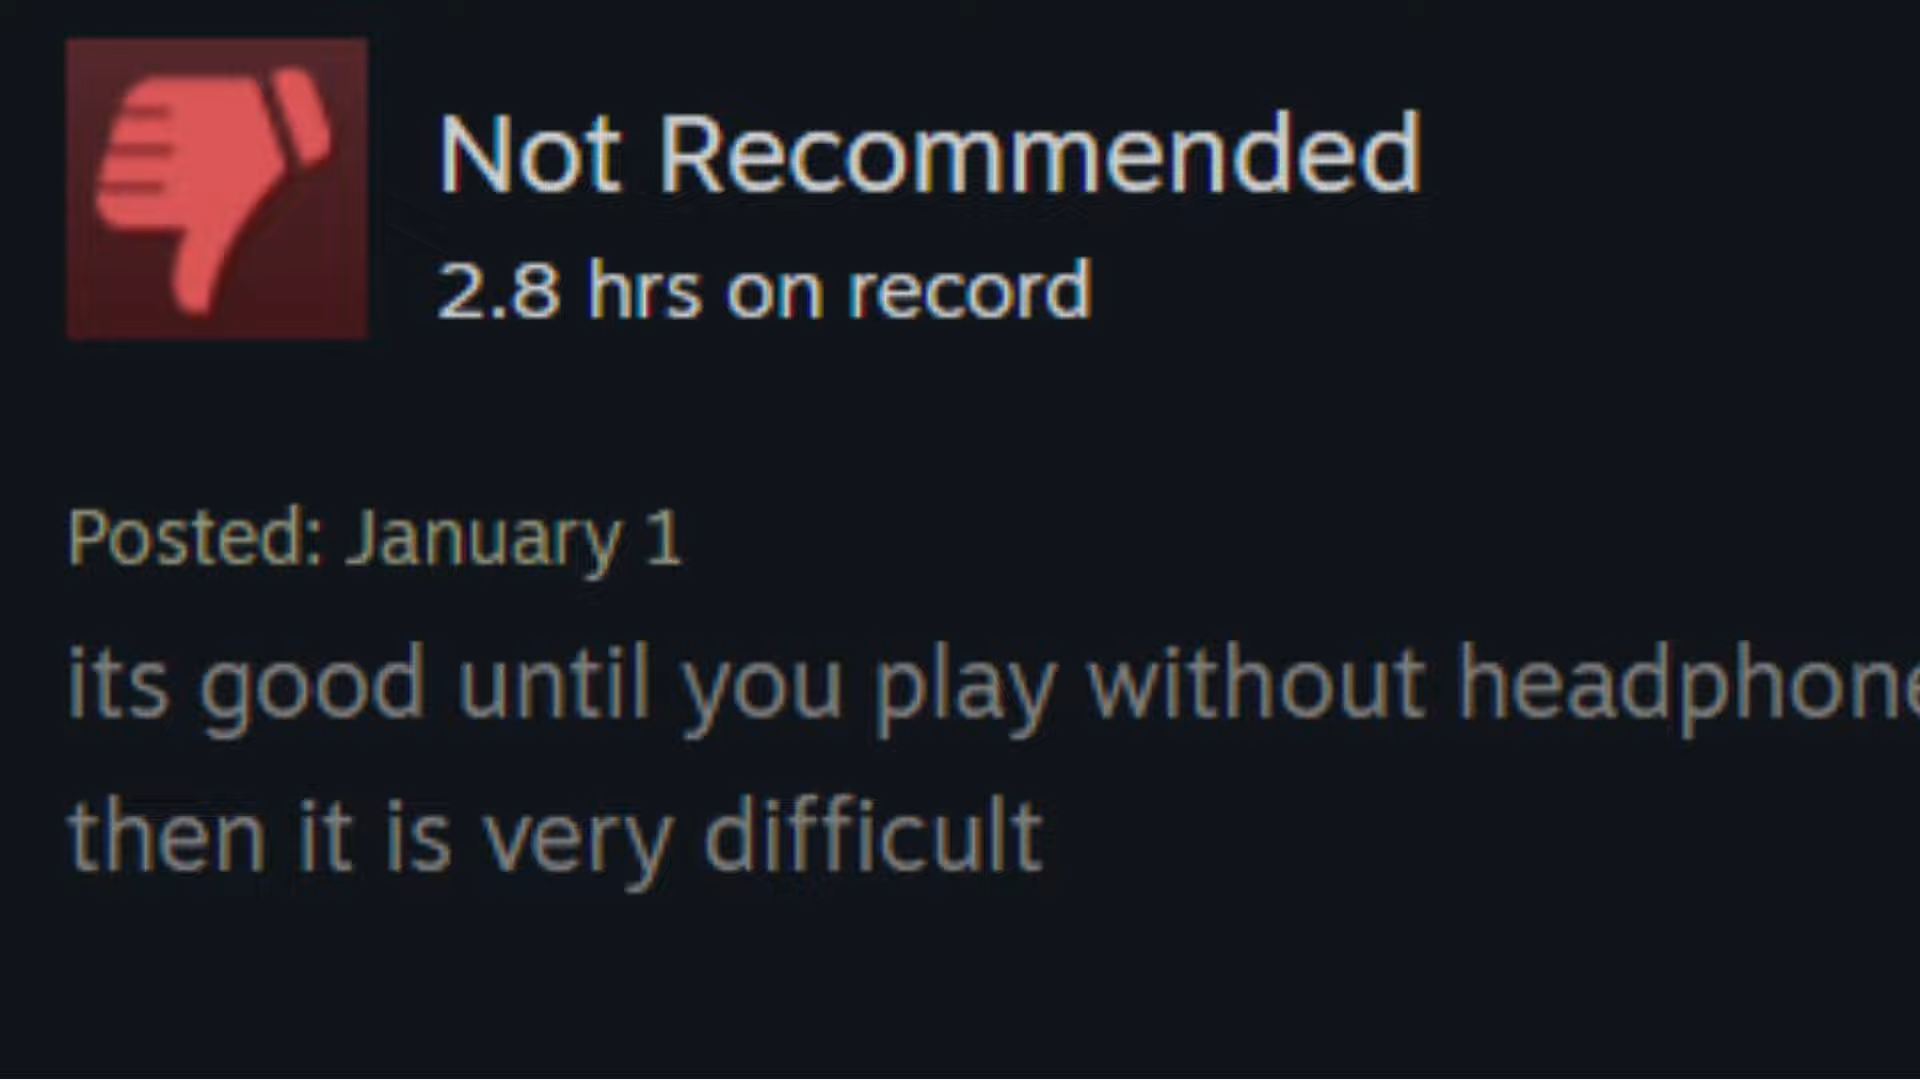 Not Recommended
2.8 hrs on record
Posted: January 1
its good until you play without headphone
then it is very difficult